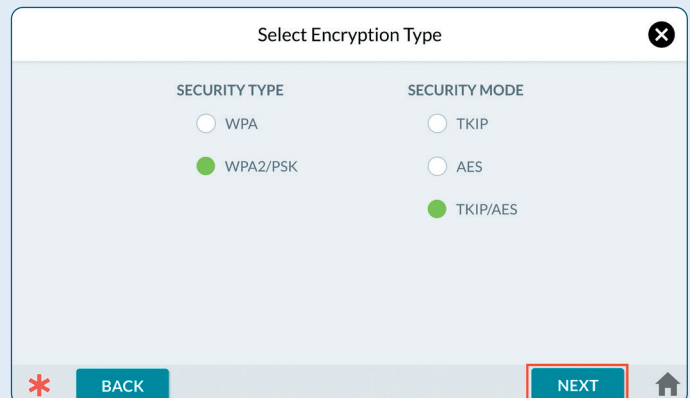 Select Encryption Type
SECURITY TYPE
SECURITY MODE
WPA
TKIP
WPA2/PSK
AES
TKIP/AES
BACK
NEXT